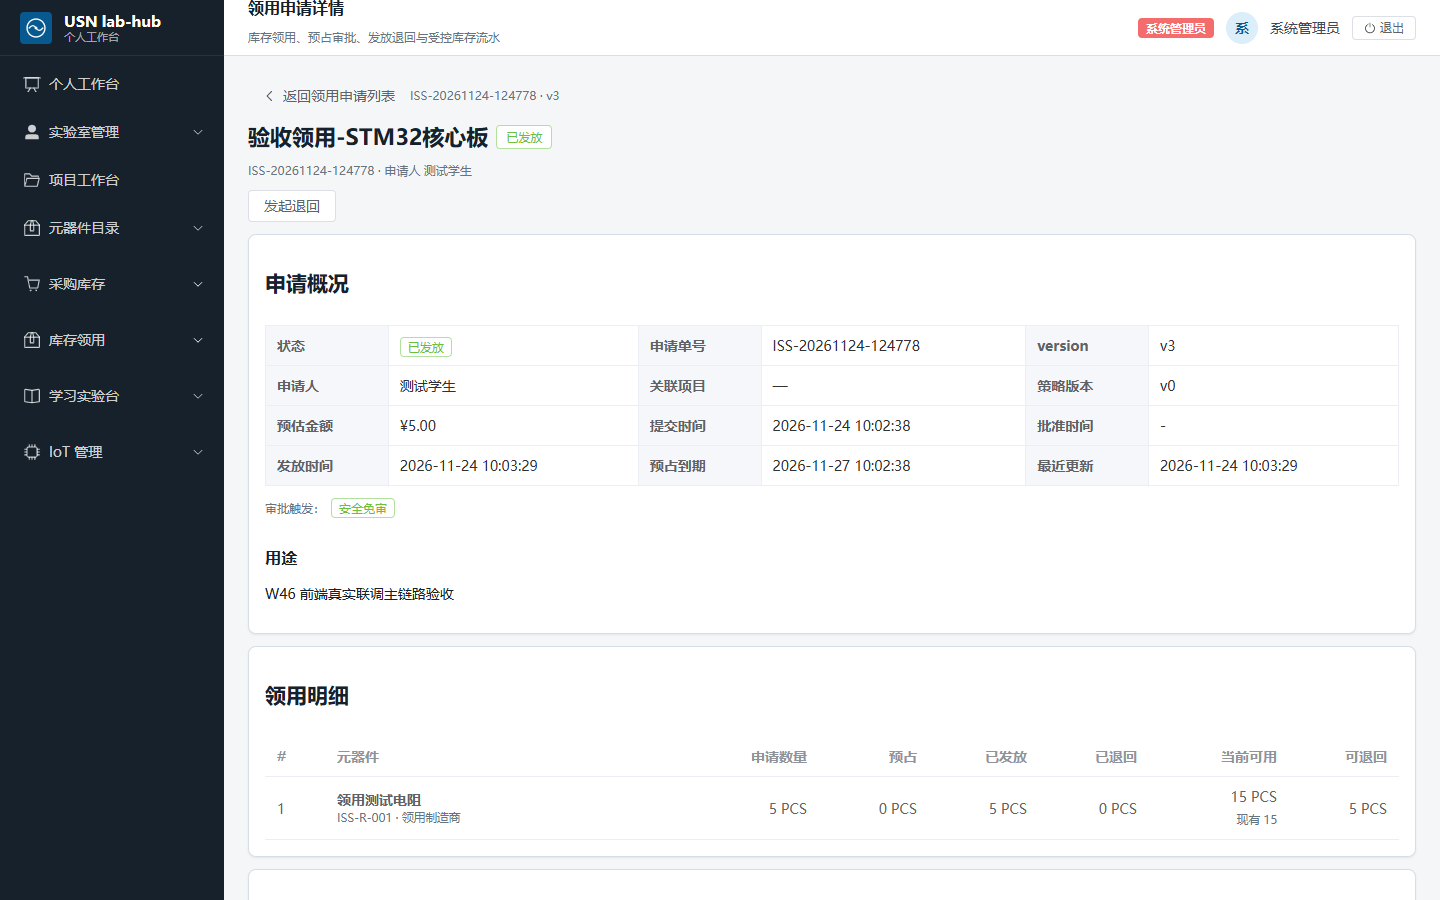 USN lab-hub
个人工作台
个人工作台
实验室管理
项目工作台
元器件目录
采购库存
库存领用
学习实验台
IoT 管理
领用申请详情
库存领用、预占审批、发放退回与受控库存流水
系统管理员
系
系统管理员
退出
返回领用申请列表 ISS-20261124-124778 · v3
验收领用-STM32核心板 已发放
ISS-20261124-124778 · 申请人 测试学生
发起退回
申请概况
状态 已发放 申请单号 ISS-20261124-124778 version v3
申请人 测试学生 关联项目 — 策略版本 v0
预估金额 ¥5.00 提交时间 2026-11-24 10:02:38 批准时间 -
发放时间 2026-11-24 10:03:29 预占到期 2026-11-27 10:02:38 最近更新 2026-11-24 10:03:29
审批触发： 安全免审
用途
W46 前端真实联调主链路验收
领用明细
# 元器件 申请数量 预占 已发放 已退回 当前可用 可退回
1 领用测试电阻 5 PCS 0 PCS 5 PCS 0 PCS 15 PCS 5 PCS
ISS-R-001 · 领用制造商 现有 15